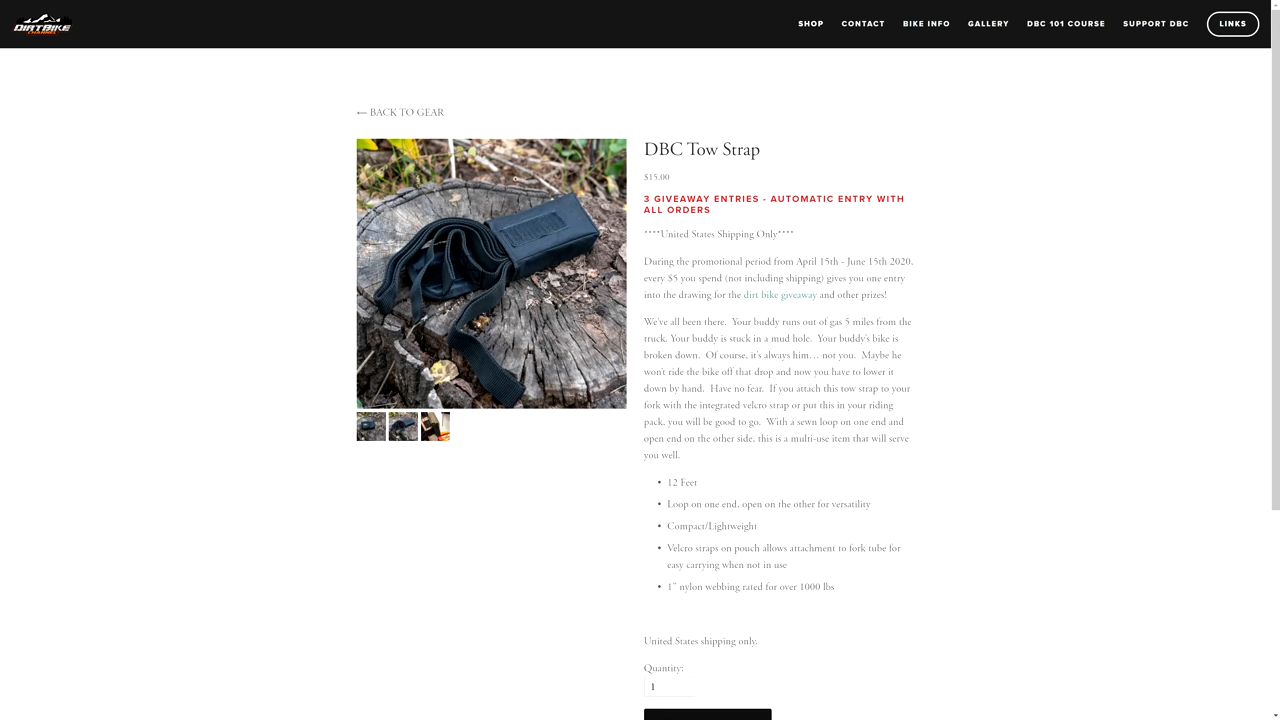 DIRTBIKE
CHANNEL
SHOP CONTACT BIKE INFO GALLERY DBC 101 COURSE SUPPORT DBC LINKS
⟵ BACK TO GEAR
DBC Tow Strap
$15.00
3 GIVEAWAY ENTRIES - AUTOMATIC ENTRY WITH
ALL ORDERS
****United States Shipping Only****
During the promotional period from April 15th - June 15th 2020,
every $5 you spend (not including shipping) gives you one entry
into the drawing for the dirt bike giveaway and other prizes!
We've all been there.  Your buddy runs out of gas 5 miles from the
truck. Your buddy is stuck in a mud hole.  Your buddy's bike is
broken down.  Of course, it's always him… not you.  Maybe he
won't ride the bike off that drop and now you have to lower it
down by hand.  Have no fear.  If you attach this tow strap to your
fork with the integrated velcro strap or put this in your riding
pack, you will be good to go.  With a sewn loop on one end and
open end on the other side, this is a multi-use item that will serve
you well.
• 12 Feet
• Loop on one end, open on the other for versatility
• Compact/Lightweight
• Velcro straps on pouch allows attachment to fork tube for
easy carrying when not in use
• 1" nylon webbing rated for over 1000 lbs
United States shipping only.
Quantity:
1